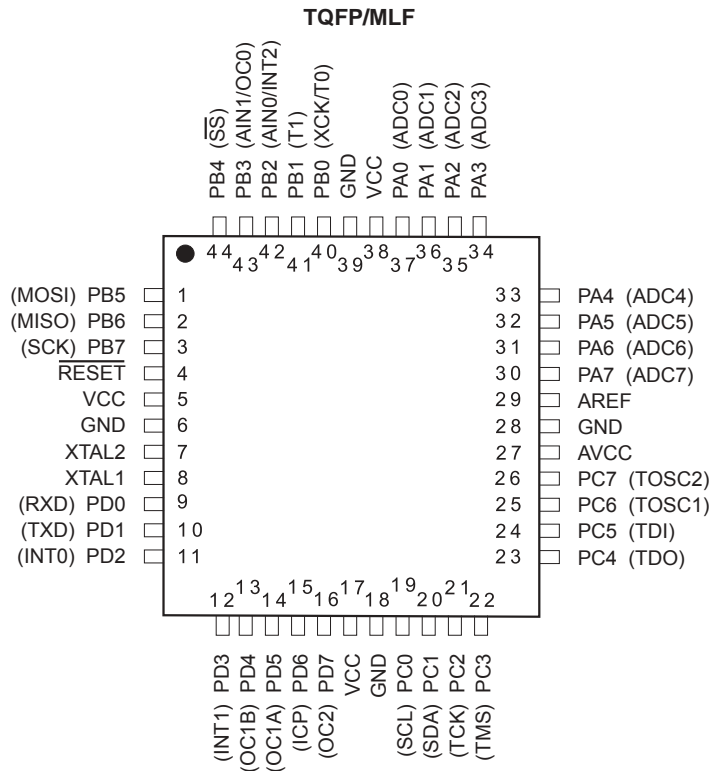 TQFP/MLF
PB4 (SS)
PB3 (AIN1/OC0)
PB2 (AIN0/INT2)
PB1 (T1)
PB0 (XCK/T0)
GND
VCC
PA0 (ADC0)
PA1 (ADC1)
PA2 (ADC2)
PA3 (ADC3)
44
43
42
41
40
39
38
37
36
35
34
(MOSI) PB5 1
(MISO) PB6 2
(SCK) PB7 3
RESET 4
VCC 5
GND 6
XTAL2 7
XTAL1 8
(RXD) PD0 9
(TXD) PD1 10
(INT0) PD2 11
33 PA4 (ADC4)
32 PA5 (ADC5)
31 PA6 (ADC6)
30 PA7 (ADC7)
29 AREF
28 GND
27 AVCC
26 PC7 (TOSC2)
25 PC6 (TOSC1)
24 PC5 (TDI)
23 PC4 (TDO)
12
13
14
15
16
17
18
19
20
21
22
(INT1) PD3
(OC1B) PD4
(OC1A) PD5
(ICP) PD6
(OC2) PD7
VCC
GND
(SCL) PC0
(SDA) PC1
(TCK) PC2
(TMS) PC3